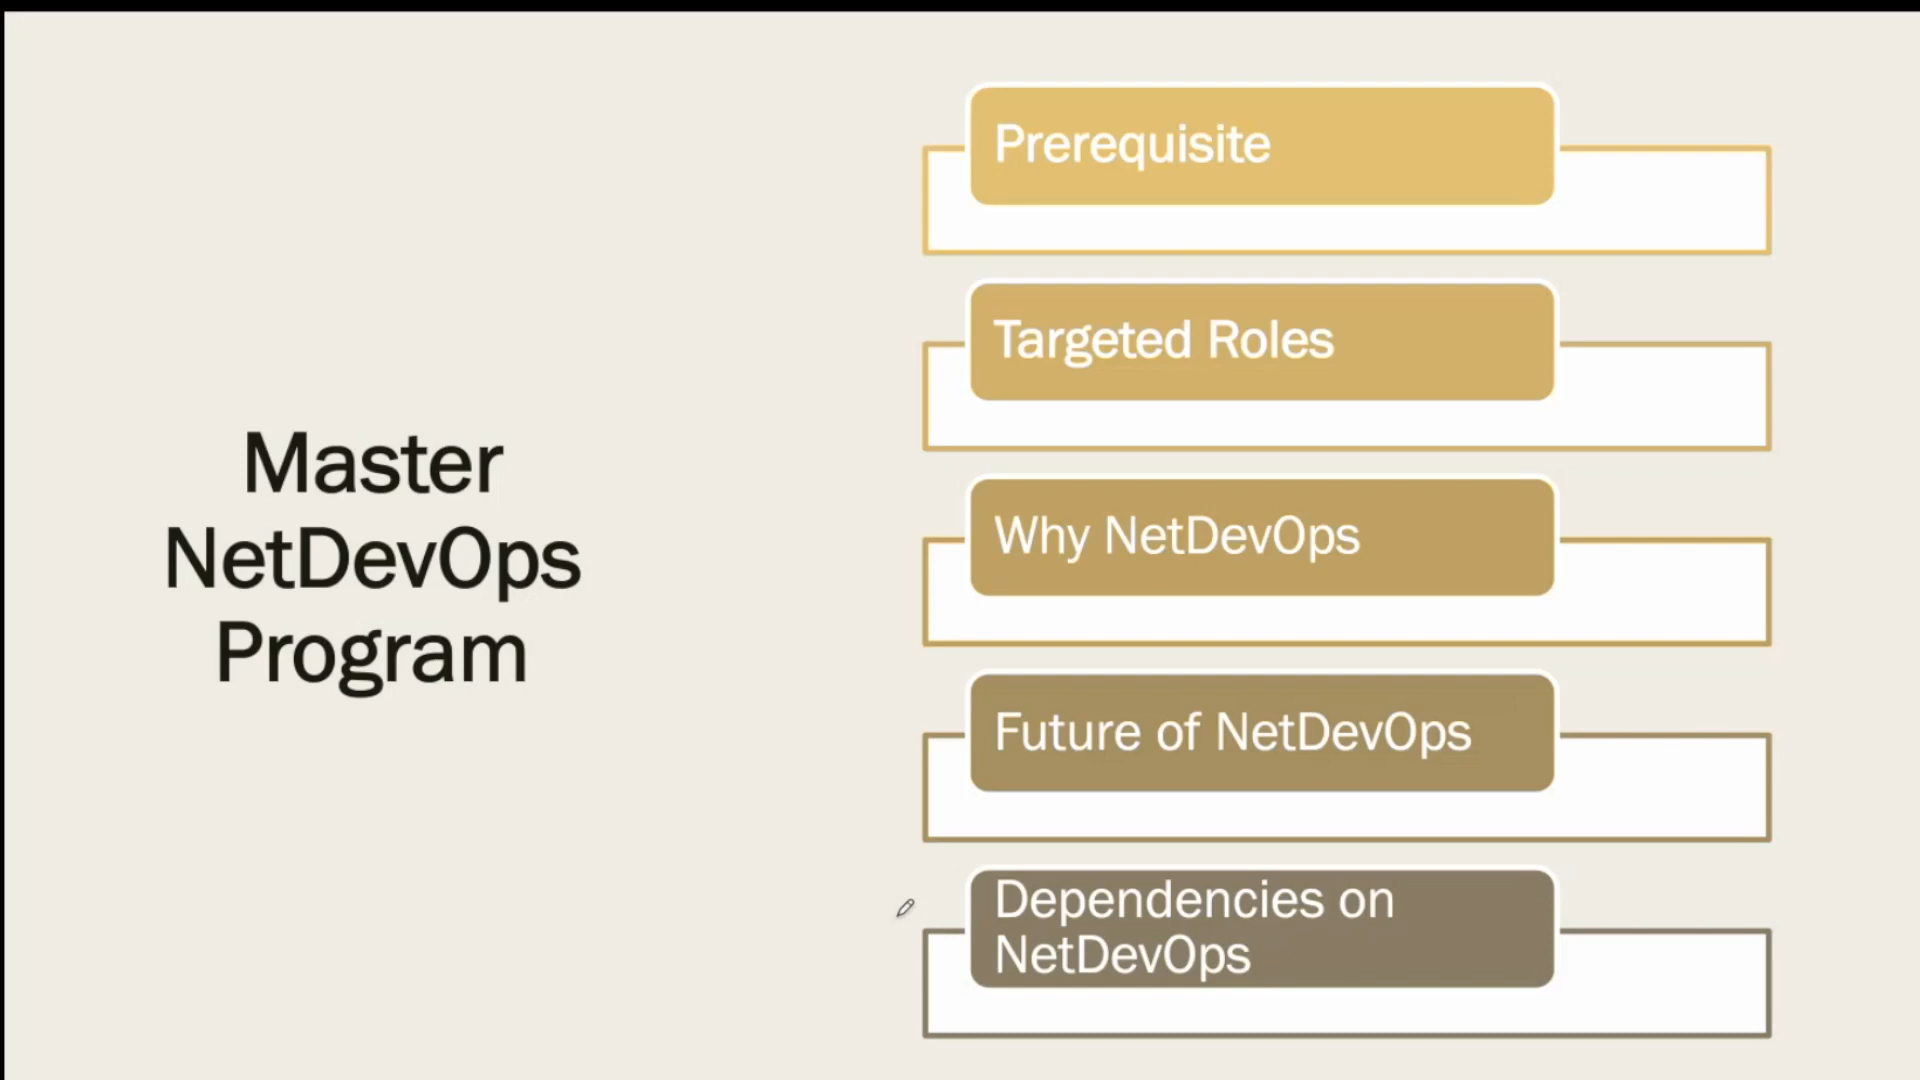 Master
NetDevOps
Program
Prerequisite
Targeted Roles
Why NetDevOps
Future of NetDevOps
Dependencies on
NetDevOps